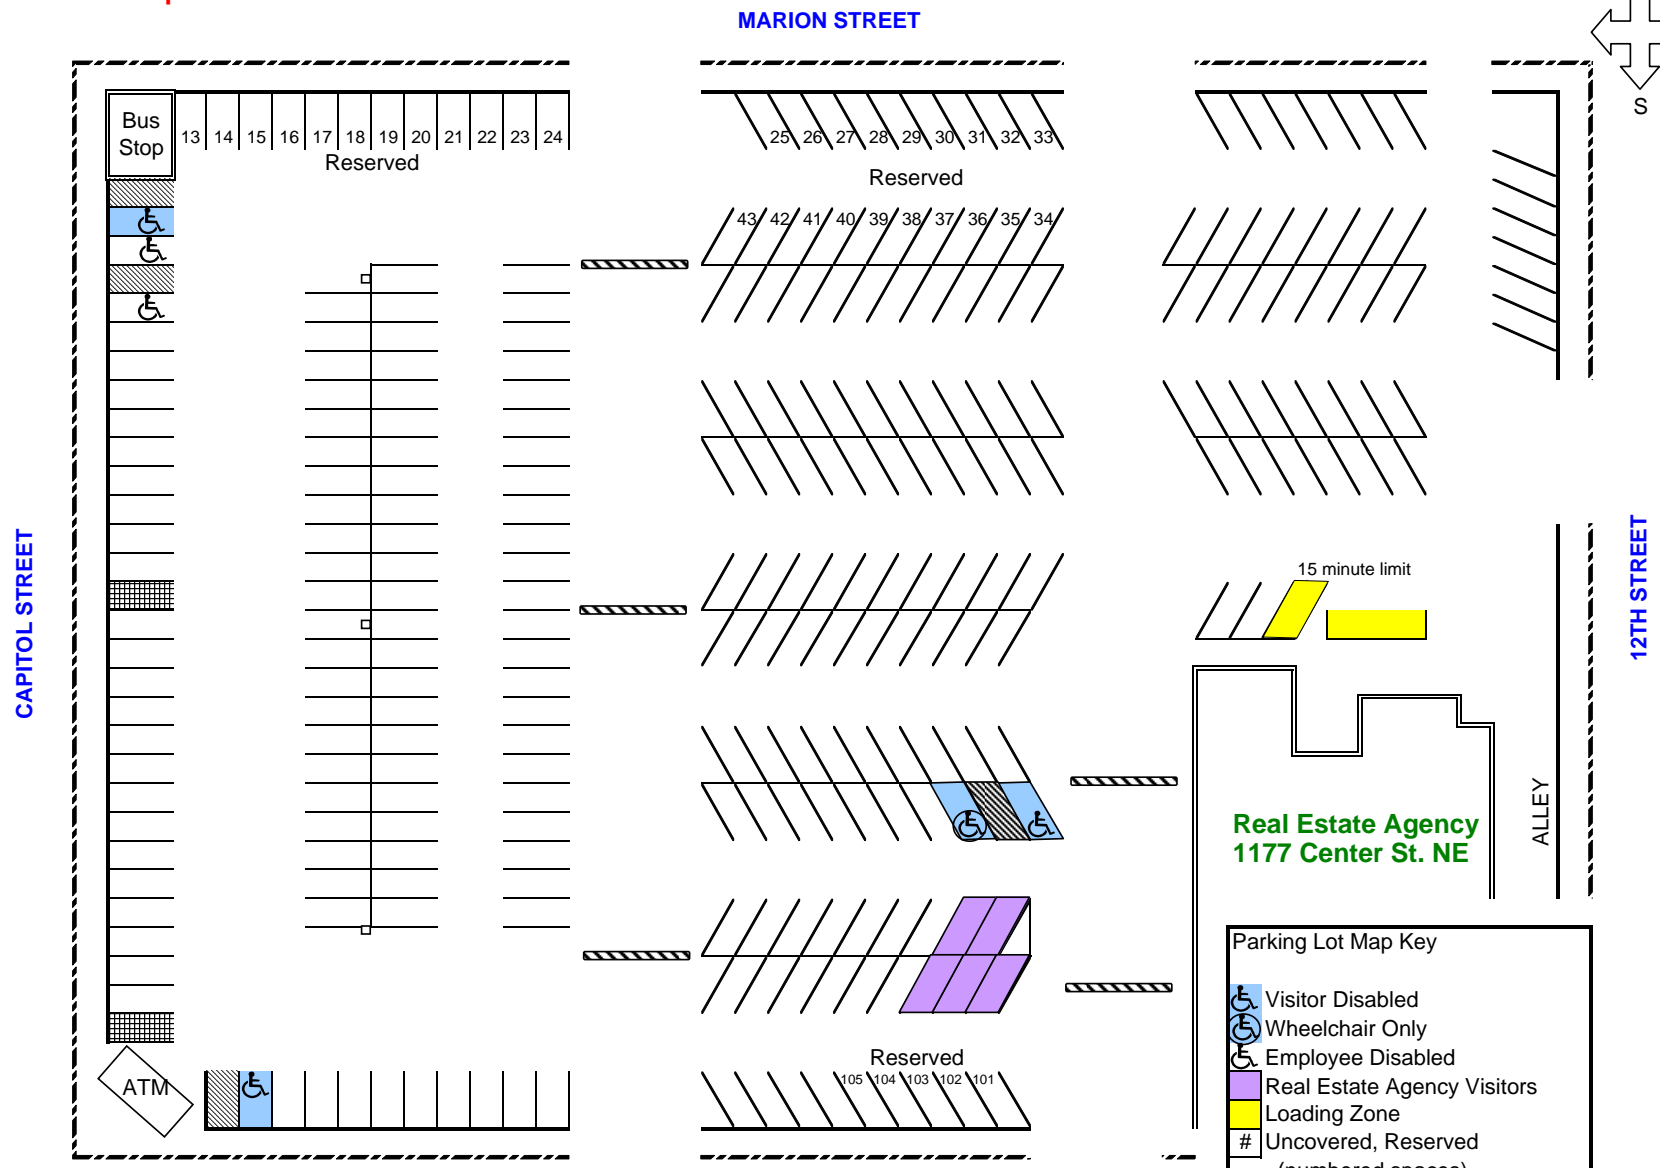 MARION STREET
S
Bus
Stop
13 14 15 16 17 18 19 20 21 22 23 24
Reserved
25 26 27 28 29 30 31 32 33
Reserved
43 42 41 40 39 38 37 36 35 34
CAPITOL STREET
12TH STREET
15 minute limit
ALLEY
Real Estate Agency
1177 Center St. NE
Parking Lot Map Key
Visitor Disabled
Wheelchair Only
Employee Disabled
Real Estate Agency Visitors
Loading Zone
# Uncovered, Reserved
(numbered spaces)
Reserved
105 104 103 102 101
ATM